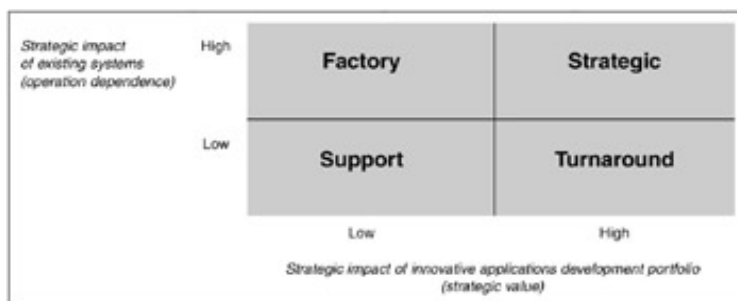 Strategic impact
of existing systems
(operation dependence)
High
Factory
Strategic
Low
Support
Turnaround
Low
High
Strategic impact of innovative applications development portfolio
(strategic value)